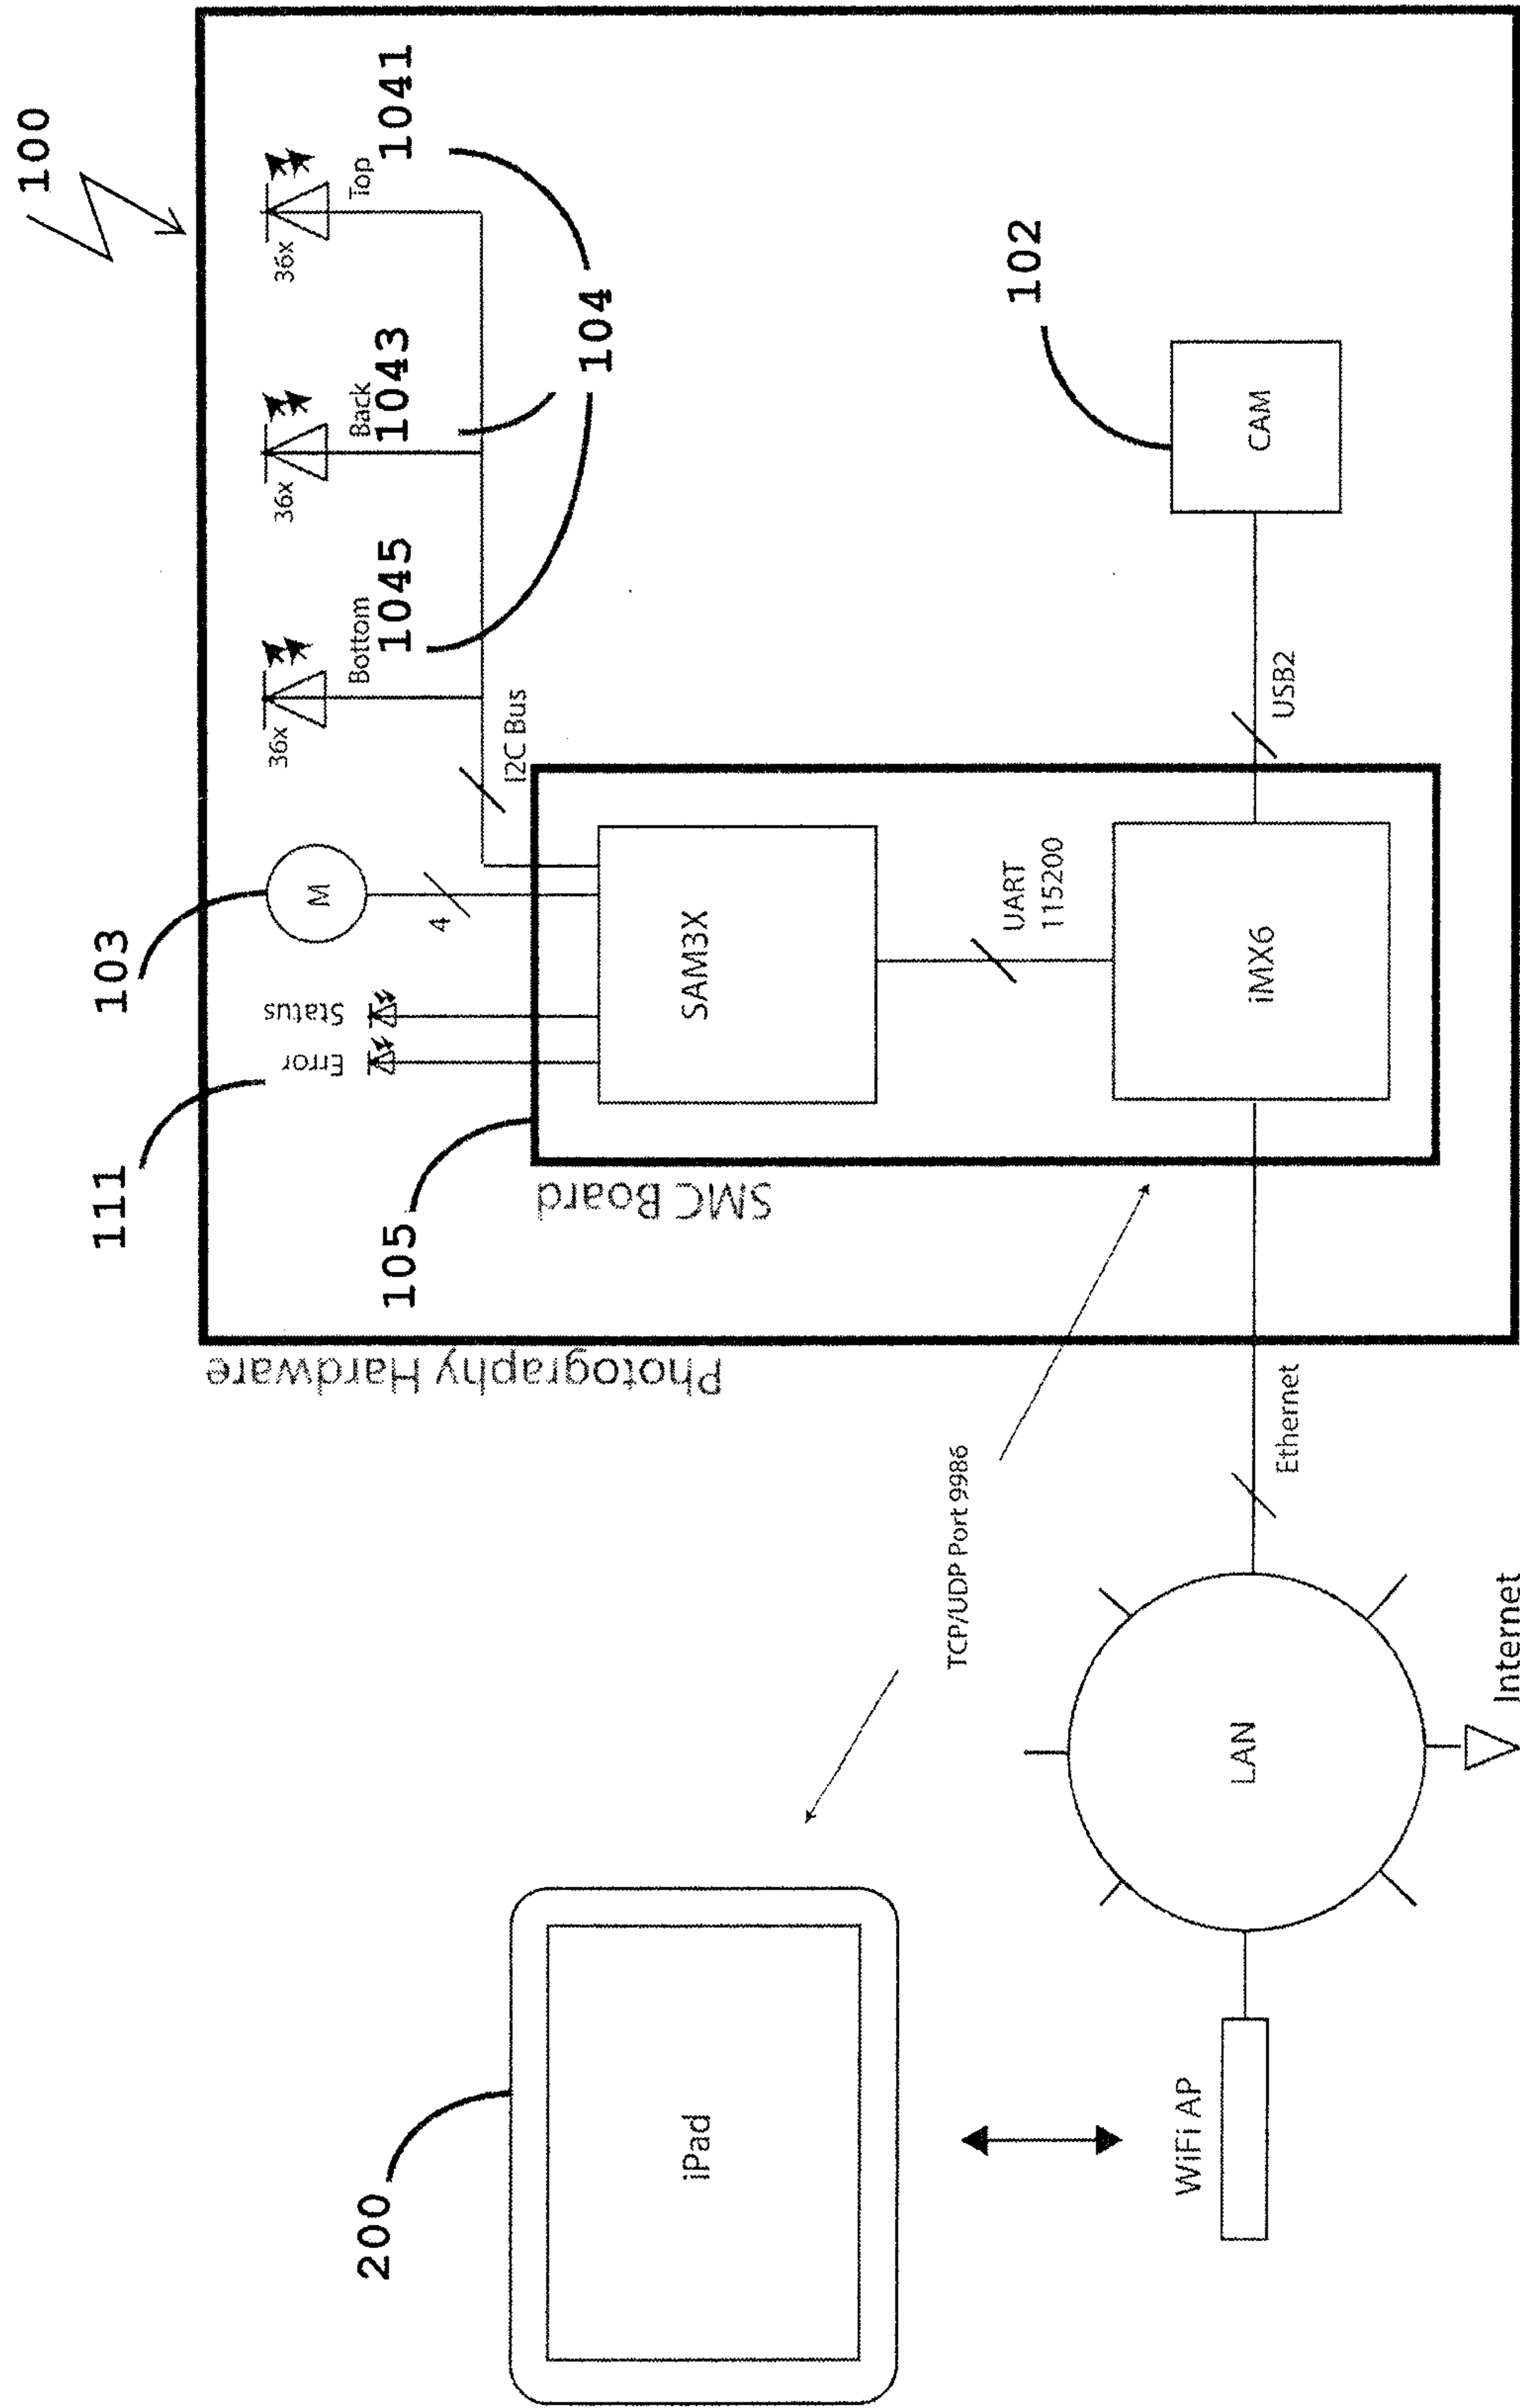 100
36x
Top
1041
36x
Back
1043
104
36x
Bottom
1045
I2C Bus
102
CAM
USB2
M
103
4
Status
Error
111
105
SMC Board
SAM3X
UART
115200
iMX6
Photography Hardware
Ethernet
TCP/UDP Port 9986
LAN
Internet
200
iPad
WiFi AP